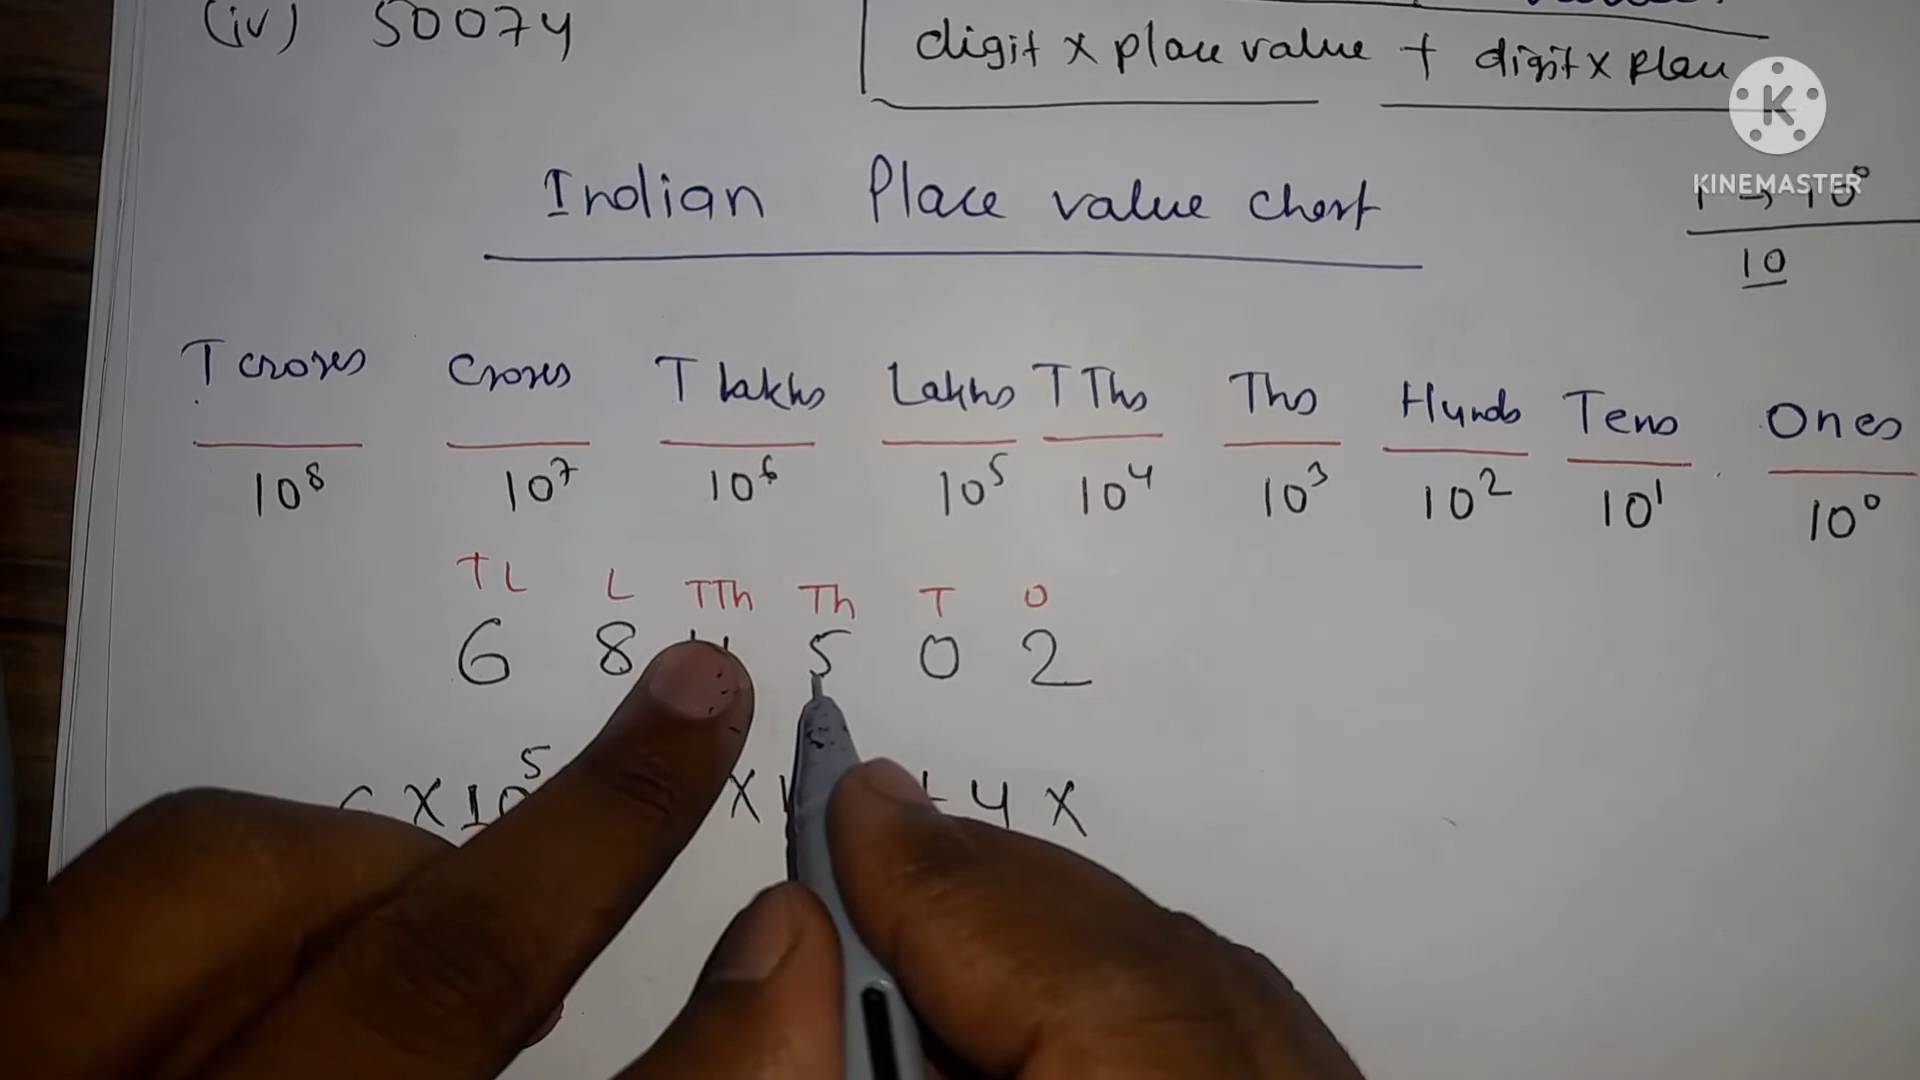 (iv) 50074
digit x place value + digit x plau
Indian Place value chart
KINEMASTER
10
T crores Crores T lakhs Lakhs T Ths Ths Hunds Tens Ones
10⁸ 10⁷ 10⁶ 10⁵ 10⁴ 10³ 10² 10¹ 10⁰
TL L TTh Th T O
6 8 5 0 2
x 10⁵ x + 4 x